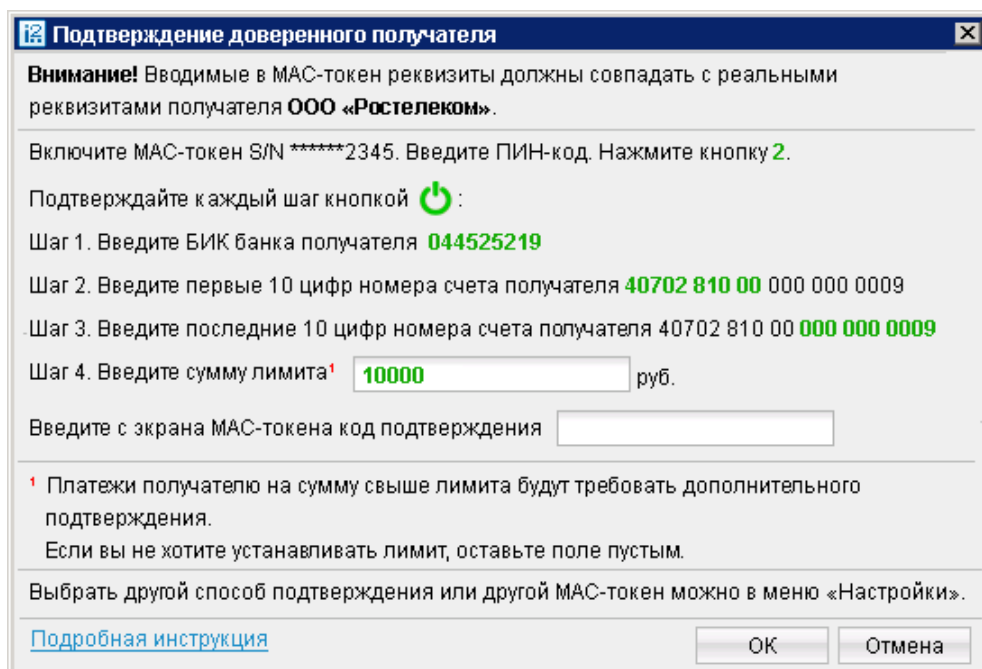 Подтверждение доверенного получателя
Внимание! Вводимые в MAC-токен реквизиты должны совпадать с реальными
реквизитами получателя ООО «Ростелеком».
Включите MAC-токен S/N ******2345. Введите ПИН-код. Нажмите кнопку 2.
Подтверждайте каждый шаг кнопкой :
Шаг 1. Введите БИК банка получателя 044525219
Шаг 2. Введите первые 10 цифр номера счета получателя 40702 810 00 000 000 0009
Шаг 3. Введите последние 10 цифр номера счета получателя 40702 810 00 000 000 0009
Шаг 4. Введите сумму лимита¹ 10000 руб.
Введите с экрана MAC-токена код подтверждения
¹ Платежи получателю на сумму свыше лимита будут требовать дополнительного
подтверждения.
Если вы не хотите устанавливать лимит, оставьте поле пустым.
Выбрать другой способ подтверждения или другой MAC-токен можно в меню «Настройки».
Подробная инструкция ОК Отмена